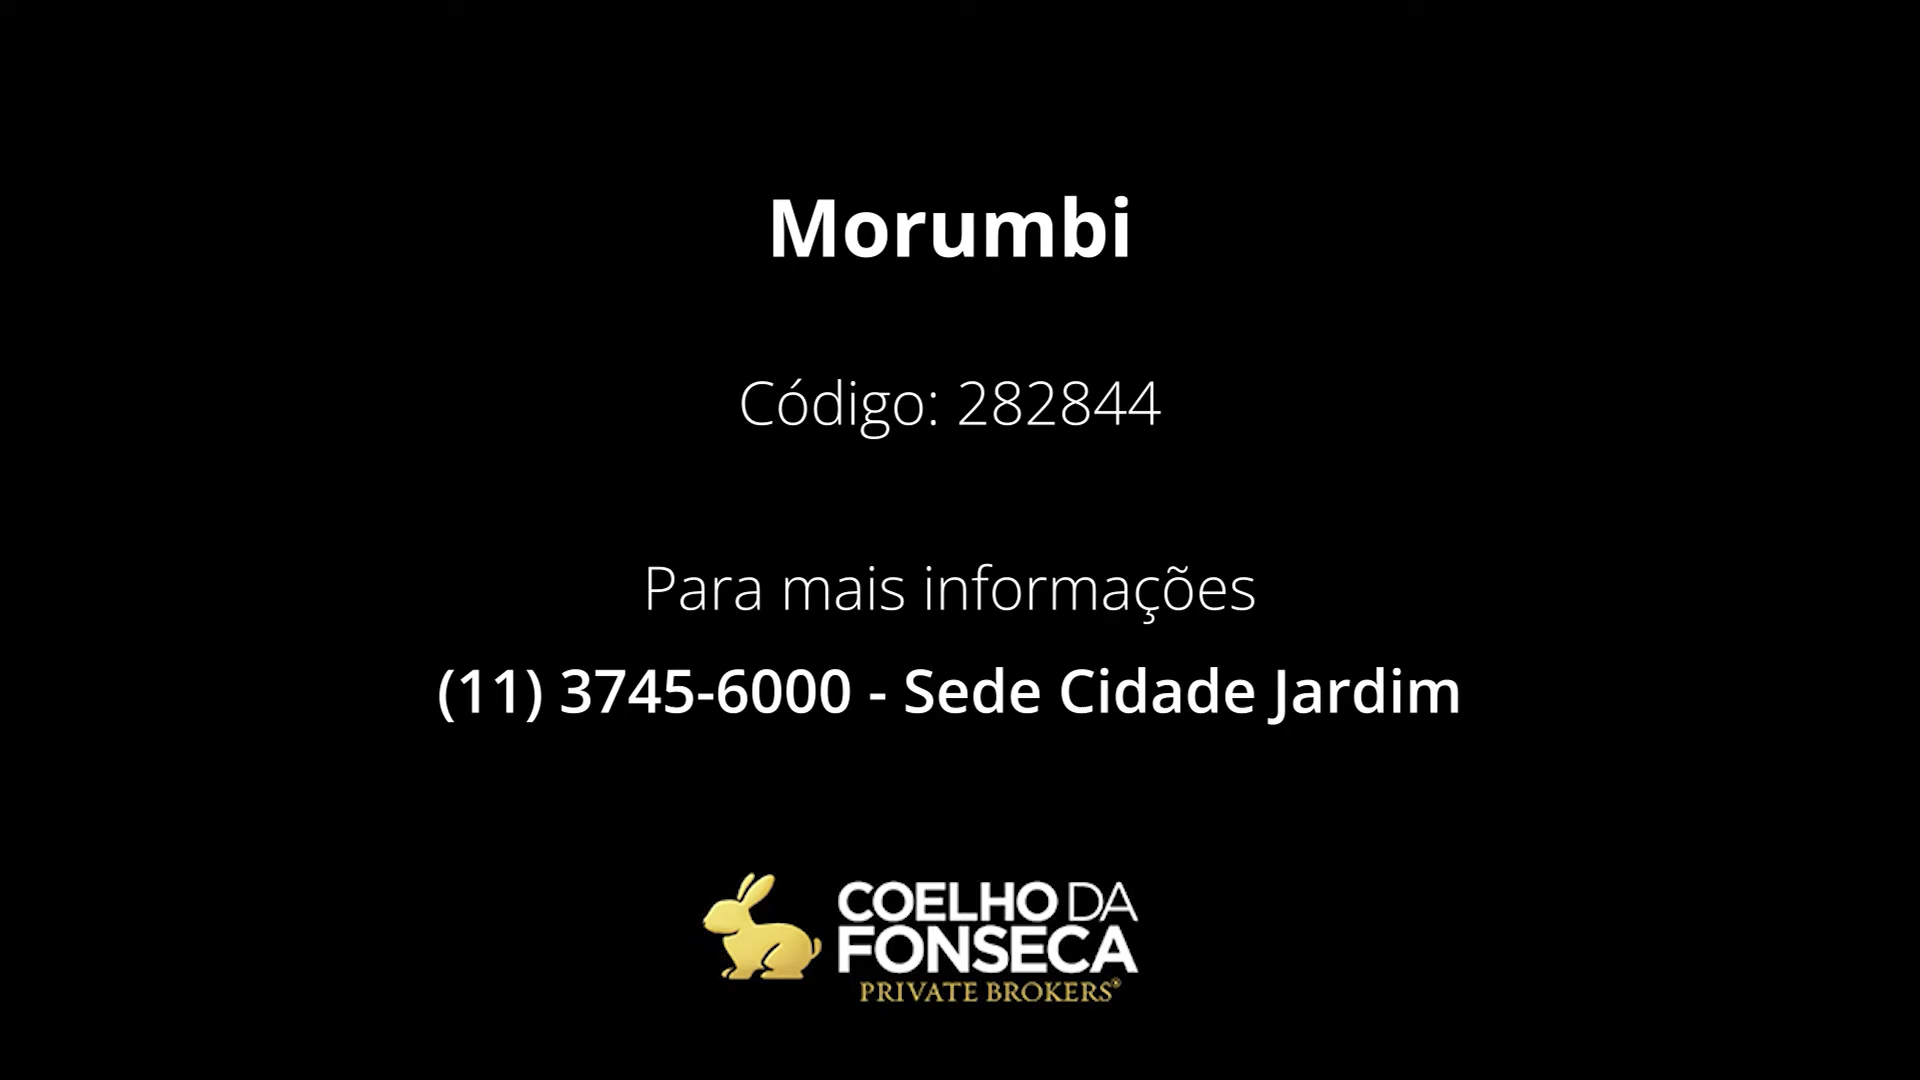 Morumbi
Código: 282844
Para mais informações
(11) 3745-6000 - Sede Cidade Jardim
COELHO DA
FONSECA
PRIVATE BROKERS®